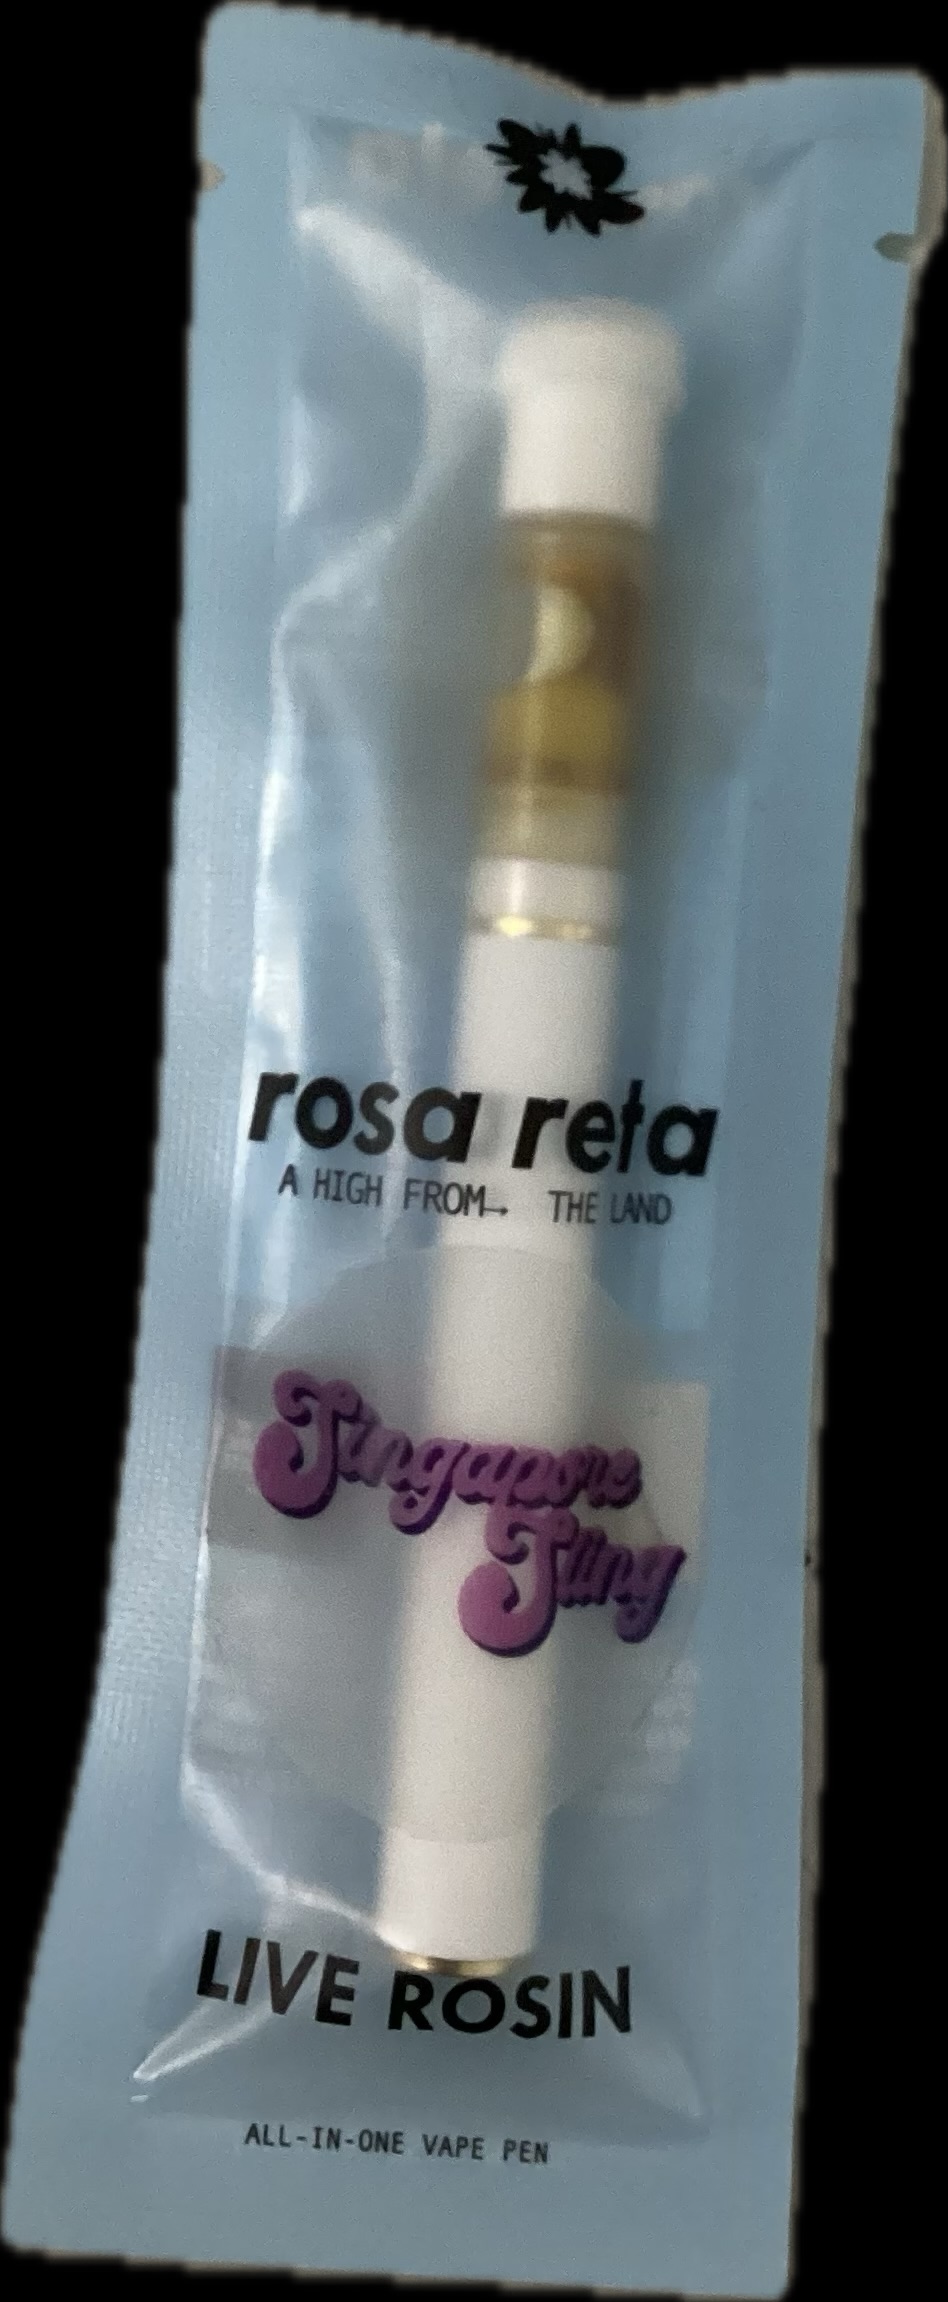 rosa reta
A HIGH FROM→ THE LAND
Singapore
Sling
LIVE ROSIN
ALL-IN-ONE VAPE PEN